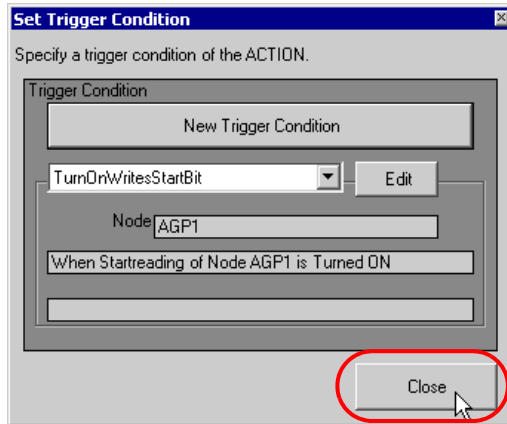 Set Trigger Condition
Specify a trigger condition of the ACTION.
Trigger Condition
New Trigger Condition
TurnOnWritesStartBit
Edit
Node AGP1
When Startreading of Node AGP1 is Turned ON
Close